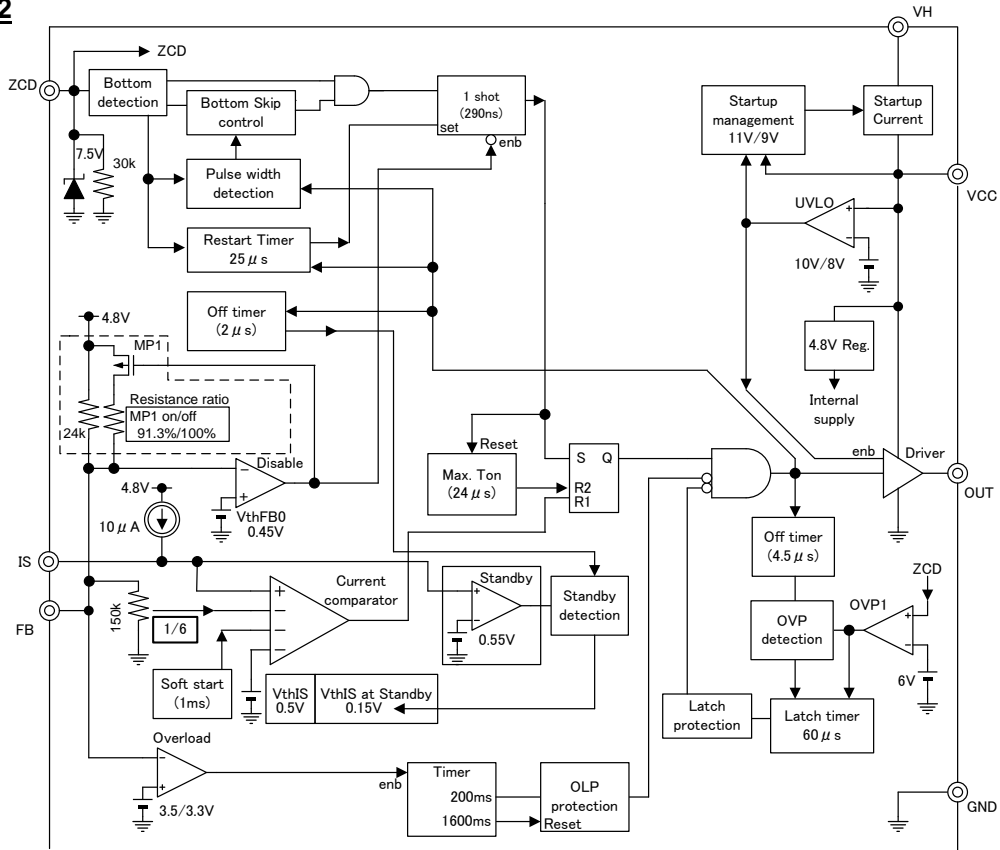 2
VH
ZCD
ZCD
Bottom
detection
Bottom Skip
control
1 shot
(290ns)
set
enb
Startup
management
11V/9V
Startup
Current
7.5V
30k
Pulse width
detection
VCC
UVLO
+
−
10V/8V
Restart Timer
25μs
Off timer
(2μs)
4.8V
MP1
4.8V Reg.
Internal
supply
Resistance ratio
MP1 on/off
91.3%/100%
24k
Disable
−
+
VthFB0
0.45V
Reset
Max. Ton
(24μs)
S Q
R2
R1
enb
Driver
OUT
4.8V
10μA
IS
FB
150k
1/6
+
−
−
−
Current
comparator
Standby
+
−
0.55V
Standby
detection
Off timer
(4.5μs)
ZCD
OVP1
+
−
6V
OVP
detection
Soft start
(1ms)
VthIS
0.5V
VthIS at Standby
0.15V
Latch
protection
Latch timer
60μs
Overload
−
+
3.5/3.3V
enb
Timer
200ms
1600ms
OLP
protection
Reset
GND